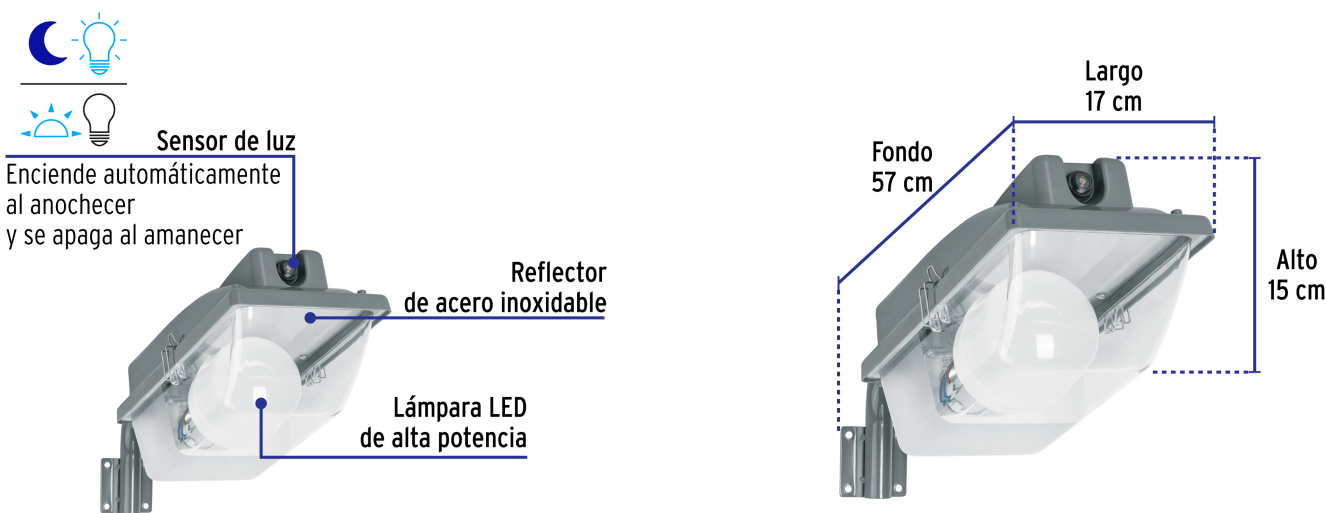 Sensor de luz
Enciende automáticamente
al anochecer
y se apaga al amanecer
Reflector
de acero inoxidable
Lámpara LED
de alta potencia
Largo
17 cm
Fondo
57 cm
Alto
15 cm